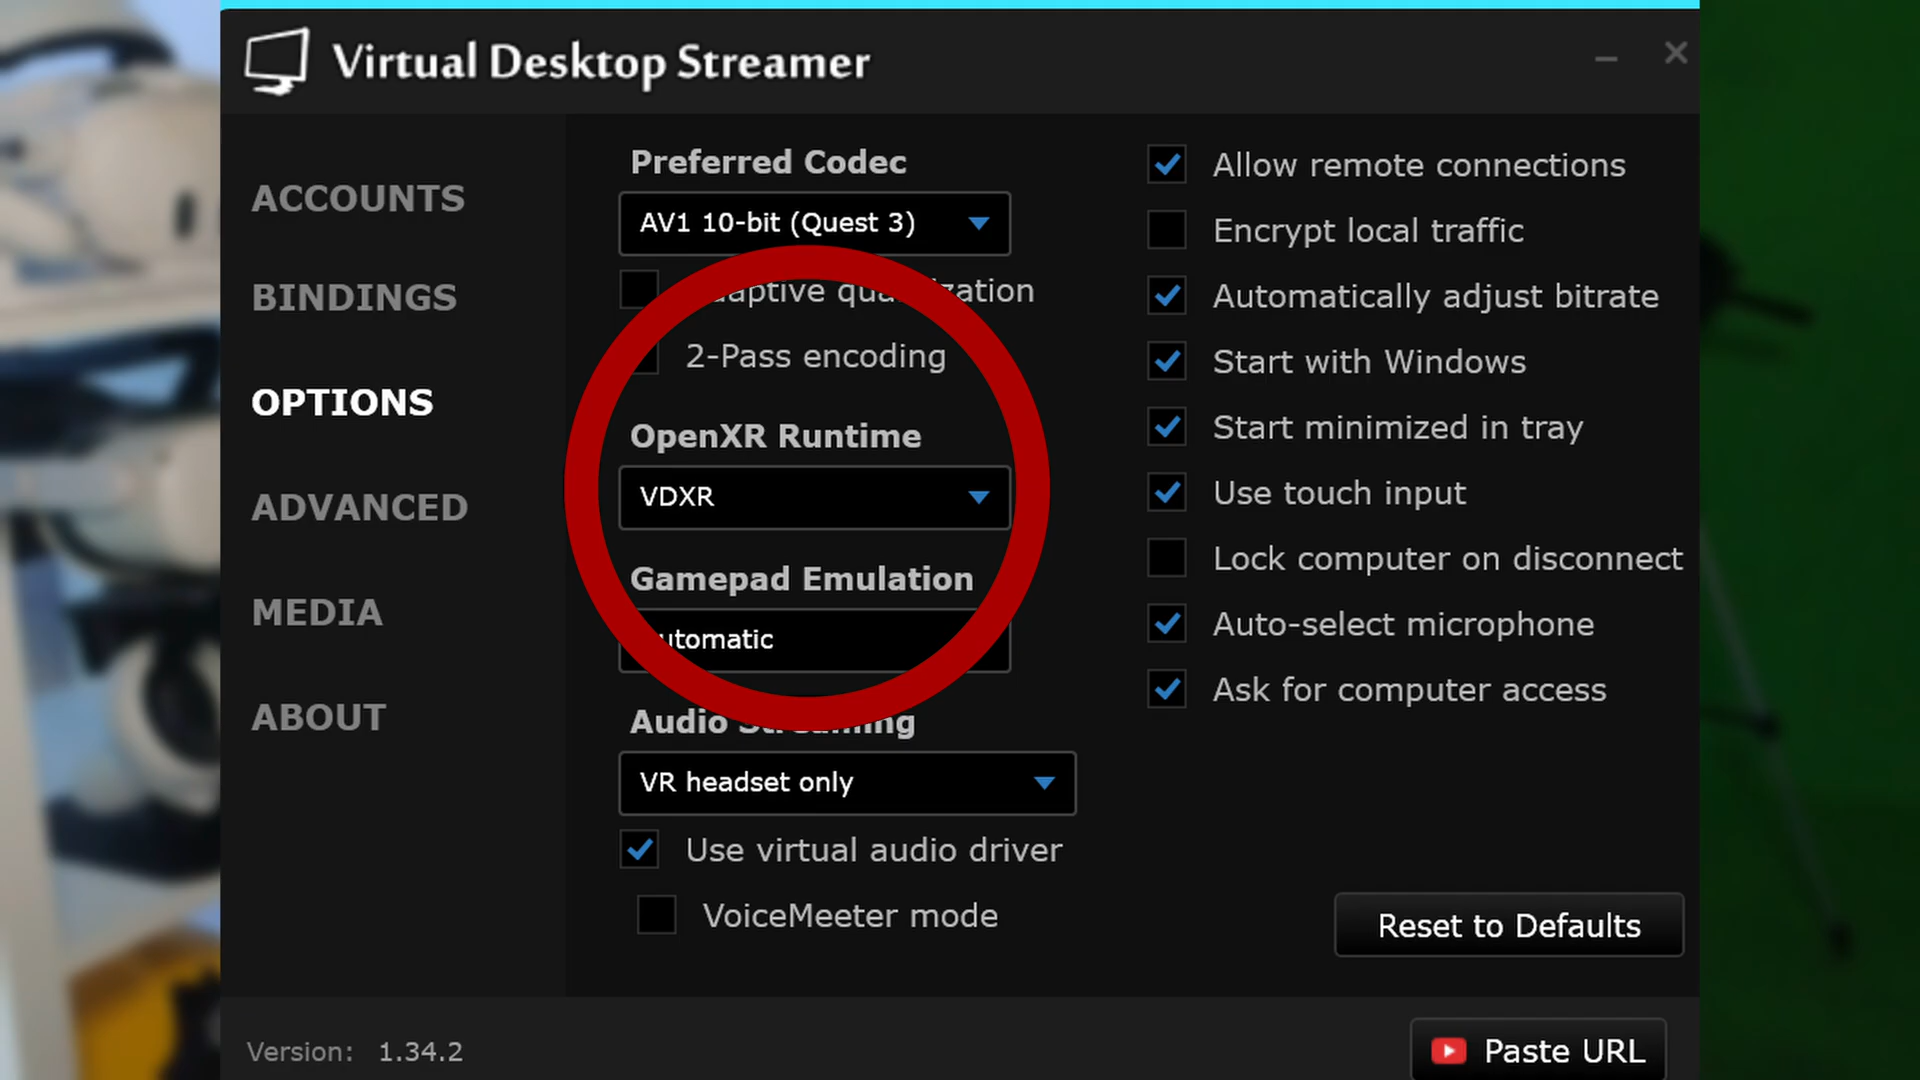 Virtual Desktop Streamer
ACCOUNTS
BINDINGS
OPTIONS
ADVANCED
MEDIA
ABOUT
Preferred Codec
AV1 10-bit (Quest 3)
2-Pass encoding
OpenXR Runtime
VDXR
Gamepad Emulation
Audio
VR headset only
Use virtual audio driver
VoiceMeeter mode
Allow remote connections
Encrypt local traffic
Automatically adjust bitrate
Start with Windows
Start minimized in tray
Use touch input
Lock computer on disconnect
Auto-select microphone
Ask for computer access
Reset to Defaults
Version: 1.34.2
Paste URL